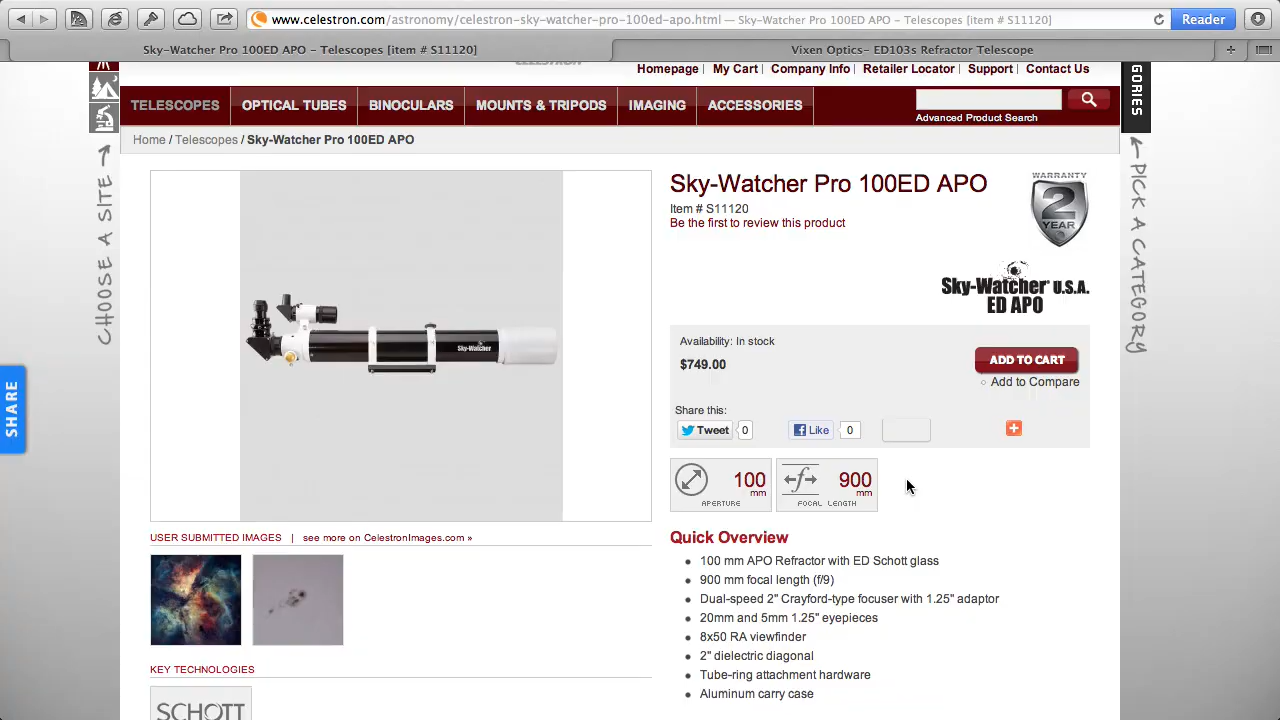 www.celestron.com/astronomy/celestron-sky-watcher-pro-100ed-apo.html — Sky-Watcher Pro 100ED APO – Telescopes [item # S11120]
Reader
Sky-Watcher Pro 100ED APO – Telescopes [item # S11120]
Vixen Optics– ED103s Refractor Telescope
Homepage | My Cart | Company Info | Retailer Locator | Support | Contact Us
TELESCOPES OPTICAL TUBES BINOCULARS MOUNTS & TRIPODS IMAGING ACCESSORIES
Advanced Product Search
GORIES
Home / Telescopes / Sky-Watcher Pro 100ED APO
CHOOSE A SITE
PICK A CATEGORY
SHARE
Sky-Watcher
Sky-Watcher Pro 100ED APO
Item # S11120
Be the first to review this product
WARRANTY
2
YEAR
Sky-Watcher® U.S.A.
ED APO
Availability: In stock
$749.00
ADD TO CART
Add to Compare
Share this:
Tweet 0
Like 0
100
mm
APERTURE
f
900
mm
FOCAL LENGTH
USER SUBMITTED IMAGES | see more on CelestronImages.com »
Quick Overview
100 mm APO Refractor with ED Schott glass
900 mm focal length (f/9)
Dual-speed 2" Crayford-type focuser with 1.25" adaptor
20mm and 5mm 1.25" eyepieces
8x50 RA viewfinder
2" dielectric diagonal
Tube-ring attachment hardware
Aluminum carry case
KEY TECHNOLOGIES
SCHOTT